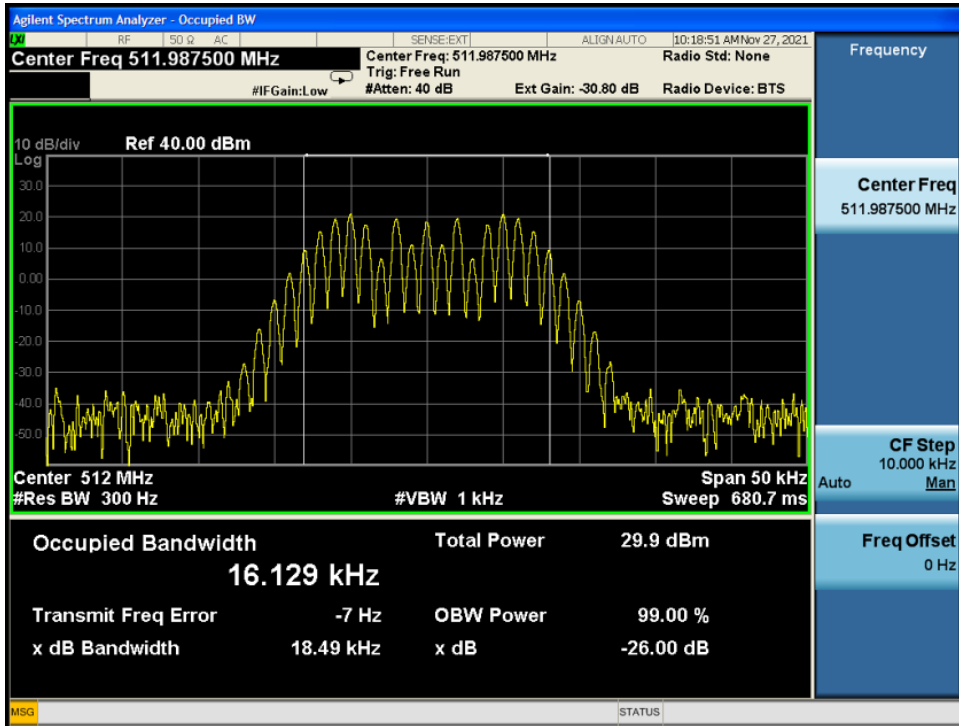 Agilent Spectrum Analyzer - Occupied BW
LXI RF 50 Ω AC SENSE:EXT ALIGN AUTO 10:18:51 AM Nov 27, 2021
Center Freq 511.987500 MHz
Center Freq: 511.987500 MHz
Radio Std: None
Trig: Free Run
#IFGain:Low
#Atten: 40 dB
Ext Gain: -30.80 dB
Radio Device: BTS
10 dB/div Ref 40.00 dBm
Log
30.0
20.0
10.0
0.00
-10.0
-20.0
-30.0
-40.0
-50.0
Center 512 MHz
Span 50 kHz
#Res BW 300 Hz
#VBW 1 kHz
Sweep 680.7 ms
Occupied Bandwidth
16.129 kHz
Total Power 29.9 dBm
Transmit Freq Error -7 Hz
OBW Power 99.00 %
x dB Bandwidth 18.49 kHz
x dB -26.00 dB
MSG
STATUS
Frequency
Center Freq
511.987500 MHz
CF Step
10.000 kHz
Auto Man
Freq Offset
0 Hz